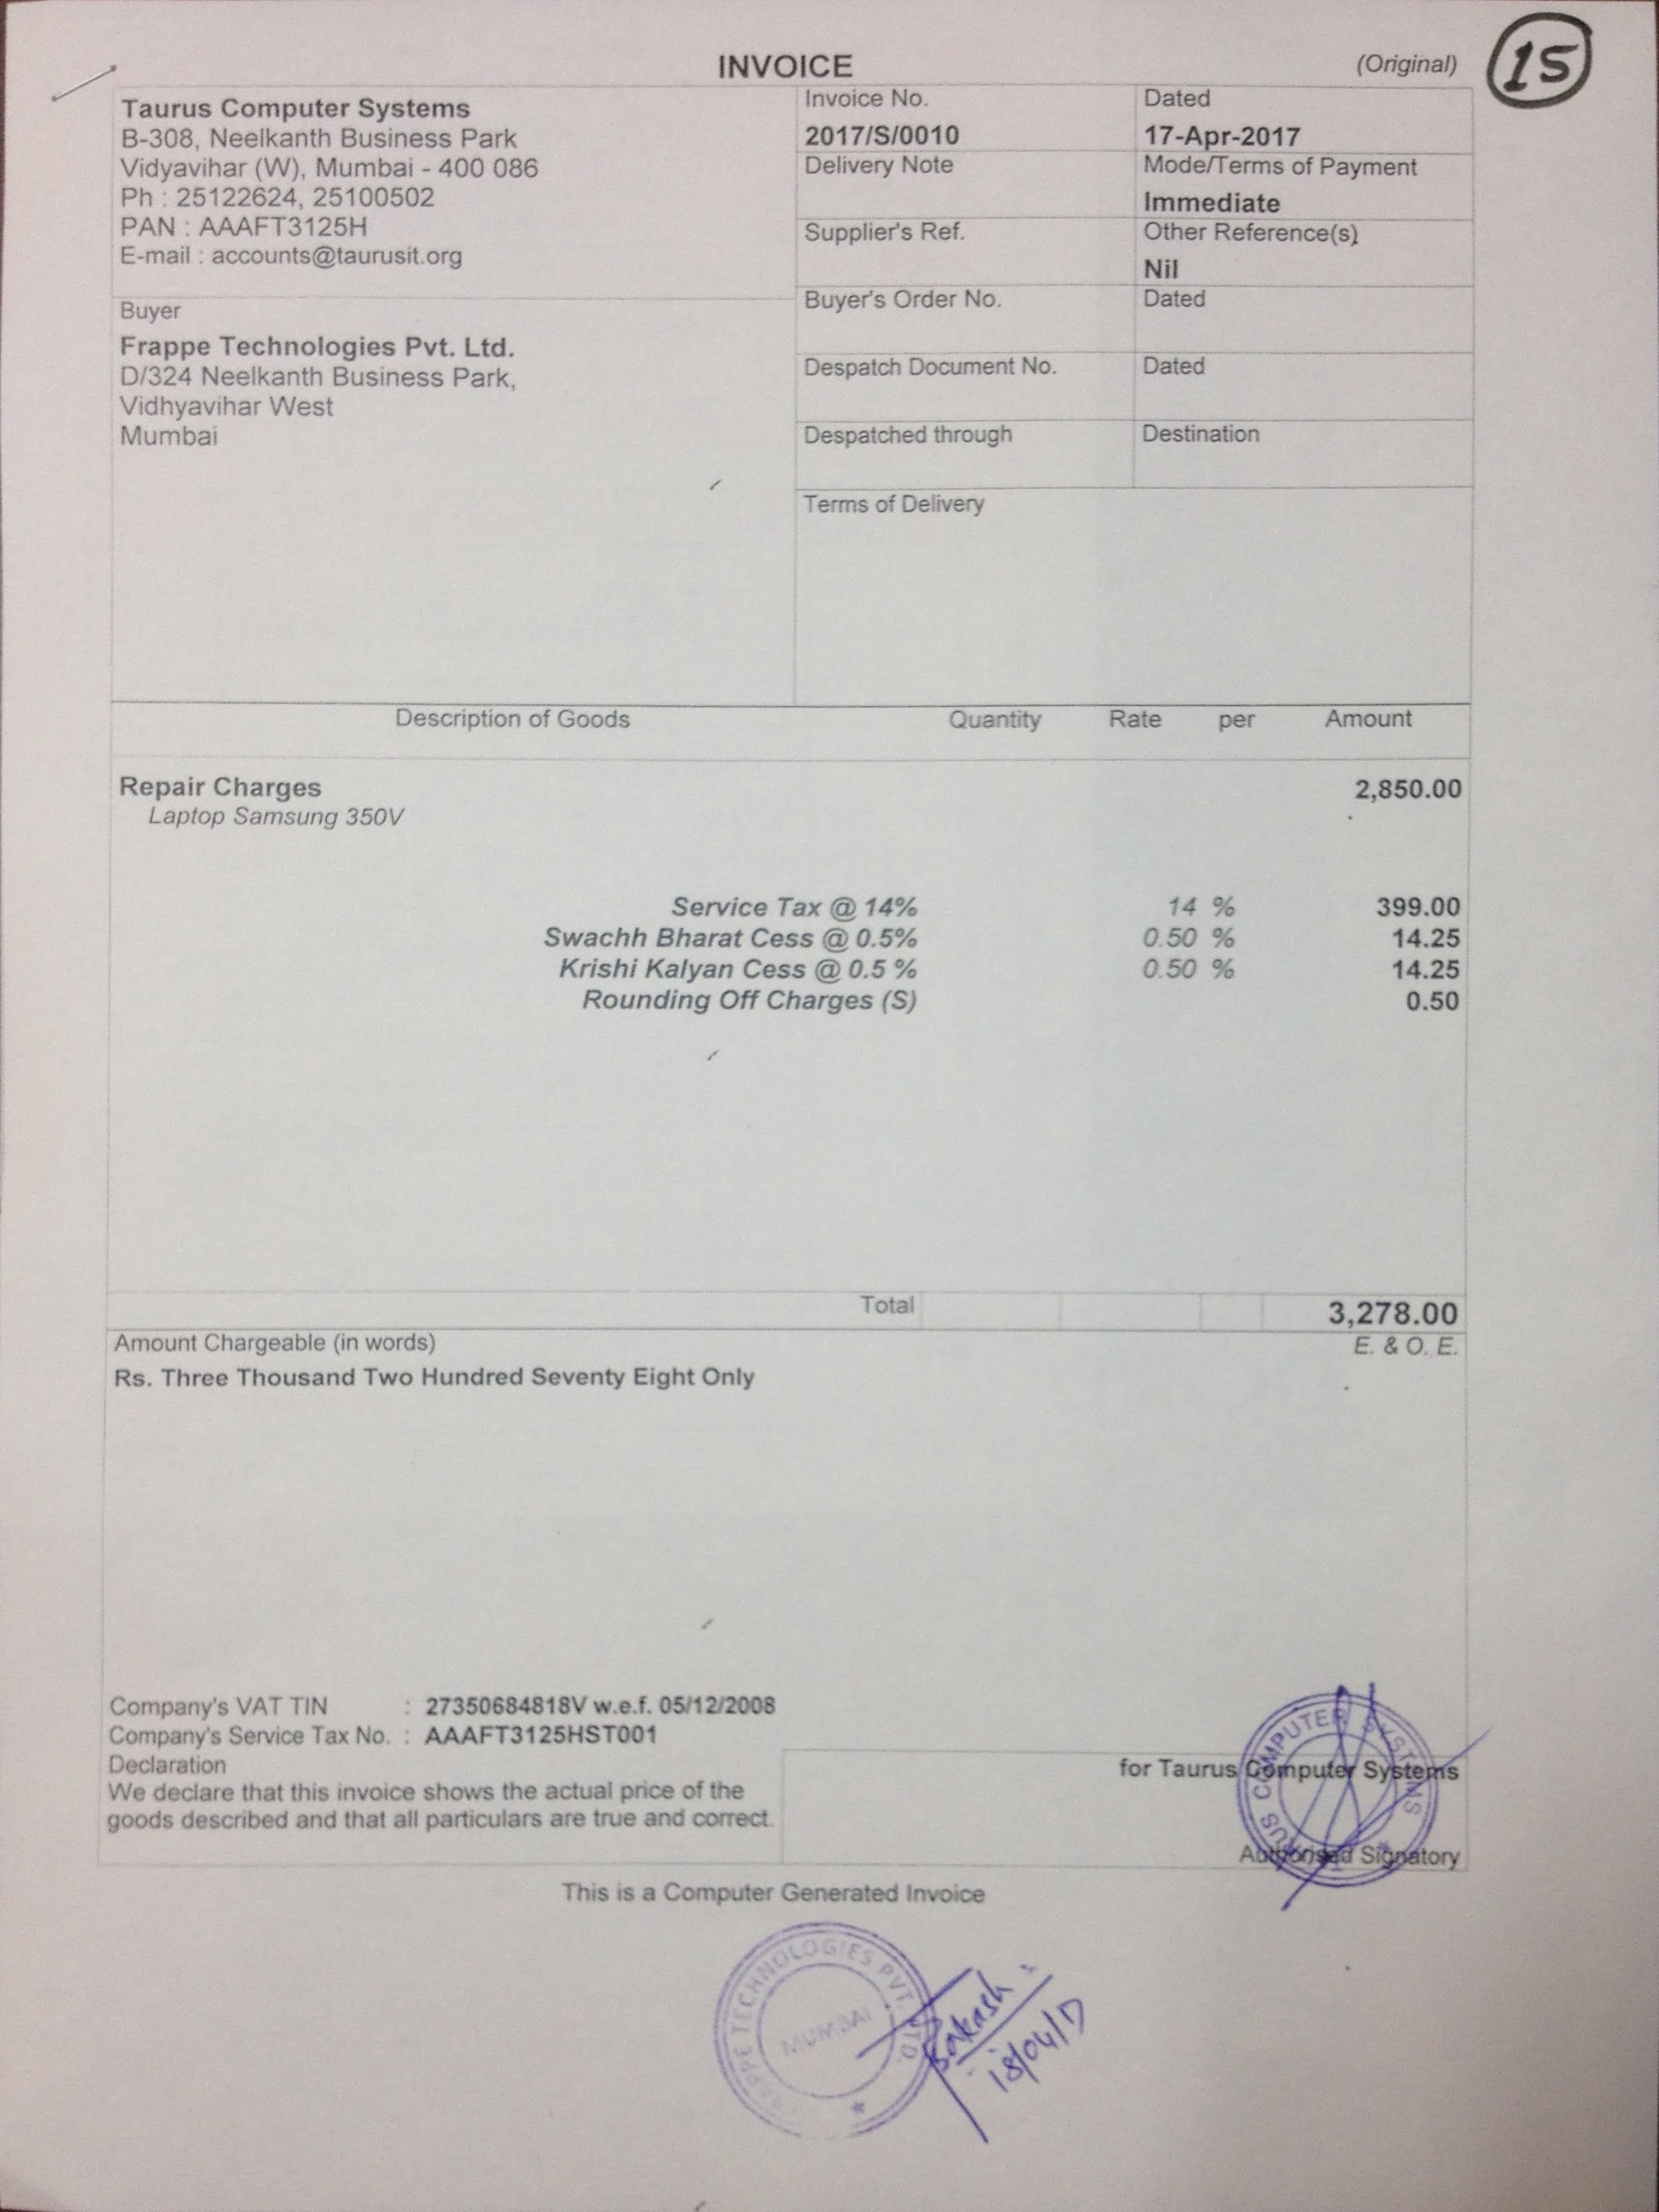 INVOICE
(Original)
15
Taurus Computer Systems
B-308, Neelkanth Business Park
Vidyavihar (W), Mumbai - 400 086
Ph : 25122624, 25100502
PAN : AAAFT3125H
E-mail : accounts@taurusit.org
Invoice No.
2017/S/0010
Dated
17-Apr-2017
Delivery Note
Mode/Terms of Payment
Immediate
Supplier's Ref.
Other Reference(s)
Nil
Buyer
Frappe Technologies Pvt. Ltd.
D/324 Neelkanth Business Park,
Vidhyavihar West
Mumbai
Buyer's Order No.
Dated
Despatch Document No.
Dated
Despatched through
Destination
Terms of Delivery
Description of Goods Quantity Rate per Amount
Repair Charges 2,850.00
Laptop Samsung 350V
Service Tax @ 14% 14 % 399.00
Swachh Bharat Cess @ 0.5% 0.50 % 14.25
Krishi Kalyan Cess @ 0.5 % 0.50 % 14.25
Rounding Off Charges (S) 0.50
Total 3,278.00
Amount Chargeable (in words) E. & O. E.
Rs. Three Thousand Two Hundred Seventy Eight Only
Company's VAT TIN : 27350684818V w.e.f. 05/12/2008
Company's Service Tax No. : AAAFT3125HST001
Declaration
We declare that this invoice shows the actual price of the
goods described and that all particulars are true and correct.
for Taurus Computer Systems
COMPUTER SYSTEMS
Authorised Signatory
This is a Computer Generated Invoice
TECHNOLOGIES PVT. LTD.
MUMBAI
18/04/17